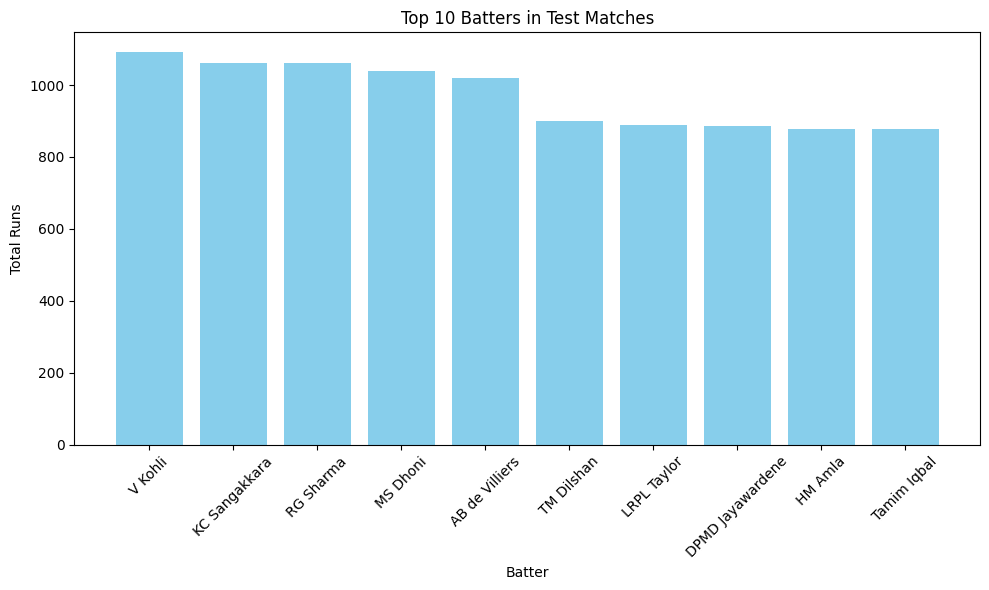 Top 10 Batters in Test Matches
Total Runs
1000
800
600
400
200
0
V Kohli
KC Sangakkara
RG Sharma
MS Dhoni
AB de Villiers
TM Dilshan
LRPL Taylor
DPMD Jayawardene
HM Amla
Tamim Iqbal
Batter